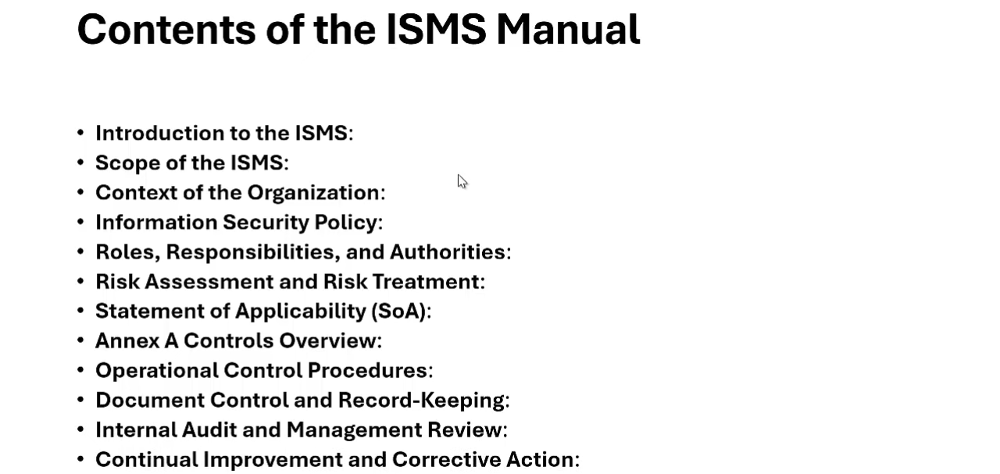 Contents of the ISMS Manual
• Introduction to the ISMS:
• Scope of the ISMS:
• Context of the Organization:
• Information Security Policy:
• Roles, Responsibilities, and Authorities:
• Risk Assessment and Risk Treatment:
• Statement of Applicability (SoA):
• Annex A Controls Overview:
• Operational Control Procedures:
• Document Control and Record-Keeping:
• Internal Audit and Management Review:
• Continual Improvement and Corrective Action: